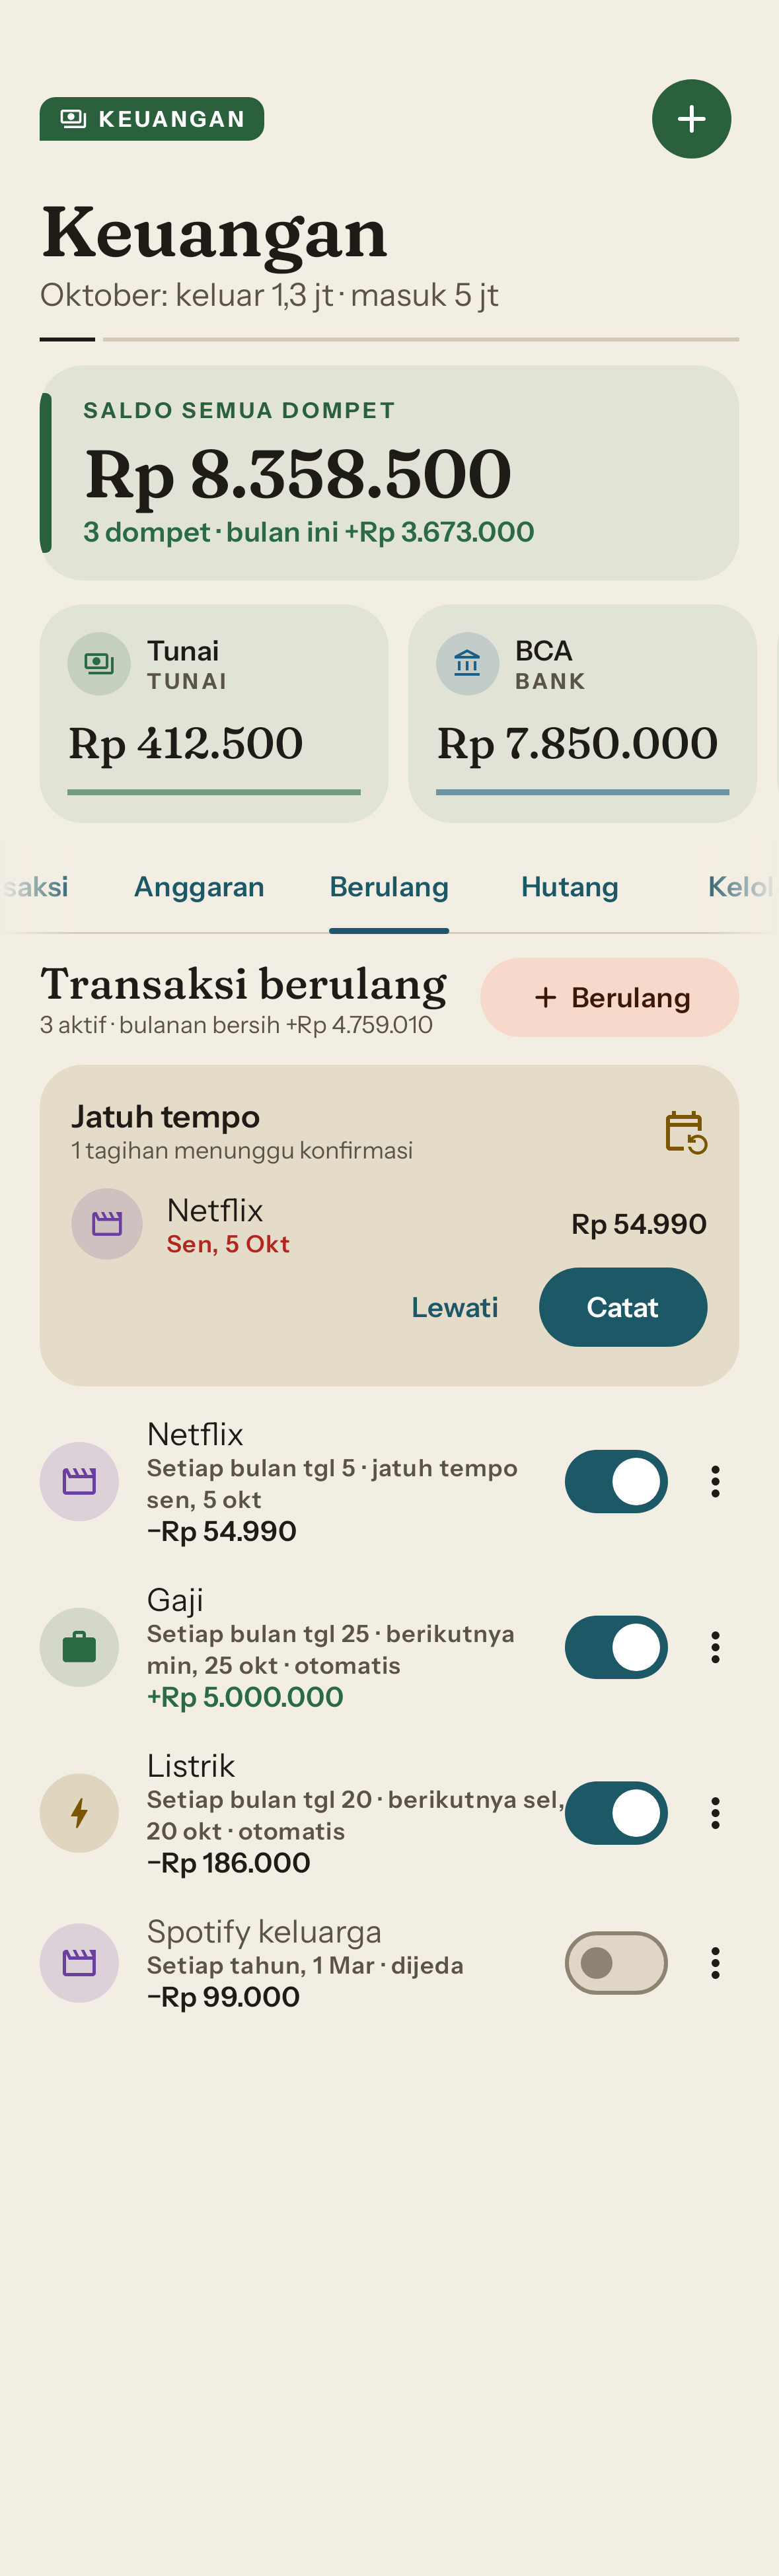 KEUANGAN
Keuangan
Oktober: keluar 1,3 jt · masuk 5 jt
SALDO SEMUA DOMPET
Rp 8.358.500
3 dompet · bulan ini +Rp 3.673.000
Tunai
TUNAI
Rp 412.500
BCA
BANK
Rp 7.850.000
saksi Anggaran Berulang Hutang Kelol
Transaksi berulang
3 aktif · bulanan bersih +Rp 4.759.010
+ Berulang
Jatuh tempo
1 tagihan menunggu konfirmasi
Netflix
Sen, 5 Okt
Rp 54.990
Lewati Catat
Netflix
Setiap bulan tgl 5 · jatuh tempo
sen, 5 okt
−Rp 54.990
Gaji
Setiap bulan tgl 25 · berikutnya
min, 25 okt · otomatis
+Rp 5.000.000
Listrik
Setiap bulan tgl 20 · berikutnya sel,
20 okt · otomatis
−Rp 186.000
Spotify keluarga
Setiap tahun, 1 Mar · dijeda
−Rp 99.000